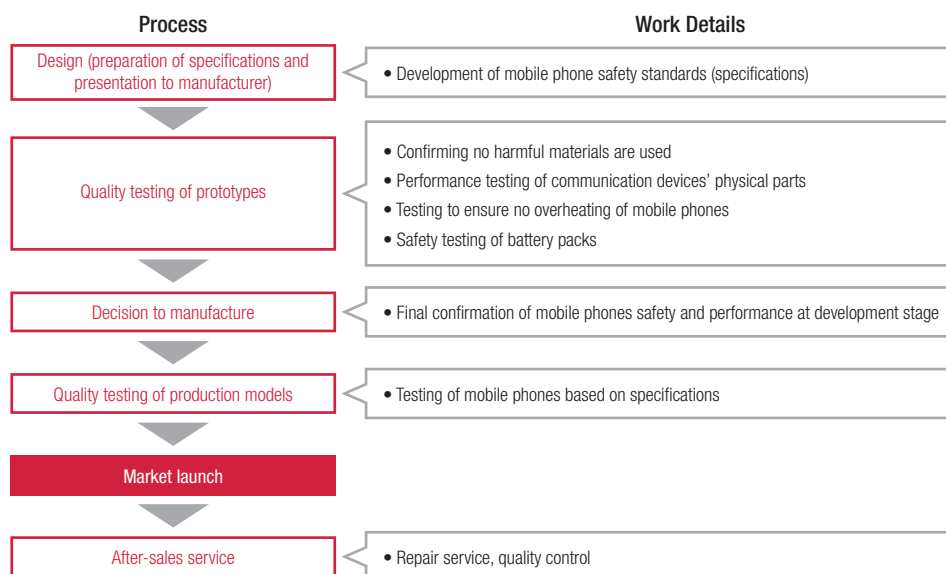 Process
Work Details
Design (preparation of specifications and
presentation to manufacturer)
• Development of mobile phone safety standards (specifications)
Quality testing of prototypes
• Confirming no harmful materials are used
• Performance testing of communication devices’ physical parts
• Testing to ensure no overheating of mobile phones
• Safety testing of battery packs
Decision to manufacture
• Final confirmation of mobile phones safety and performance at development stage
Quality testing of production models
• Testing of mobile phones based on specifications
Market launch
After-sales service
• Repair service, quality control